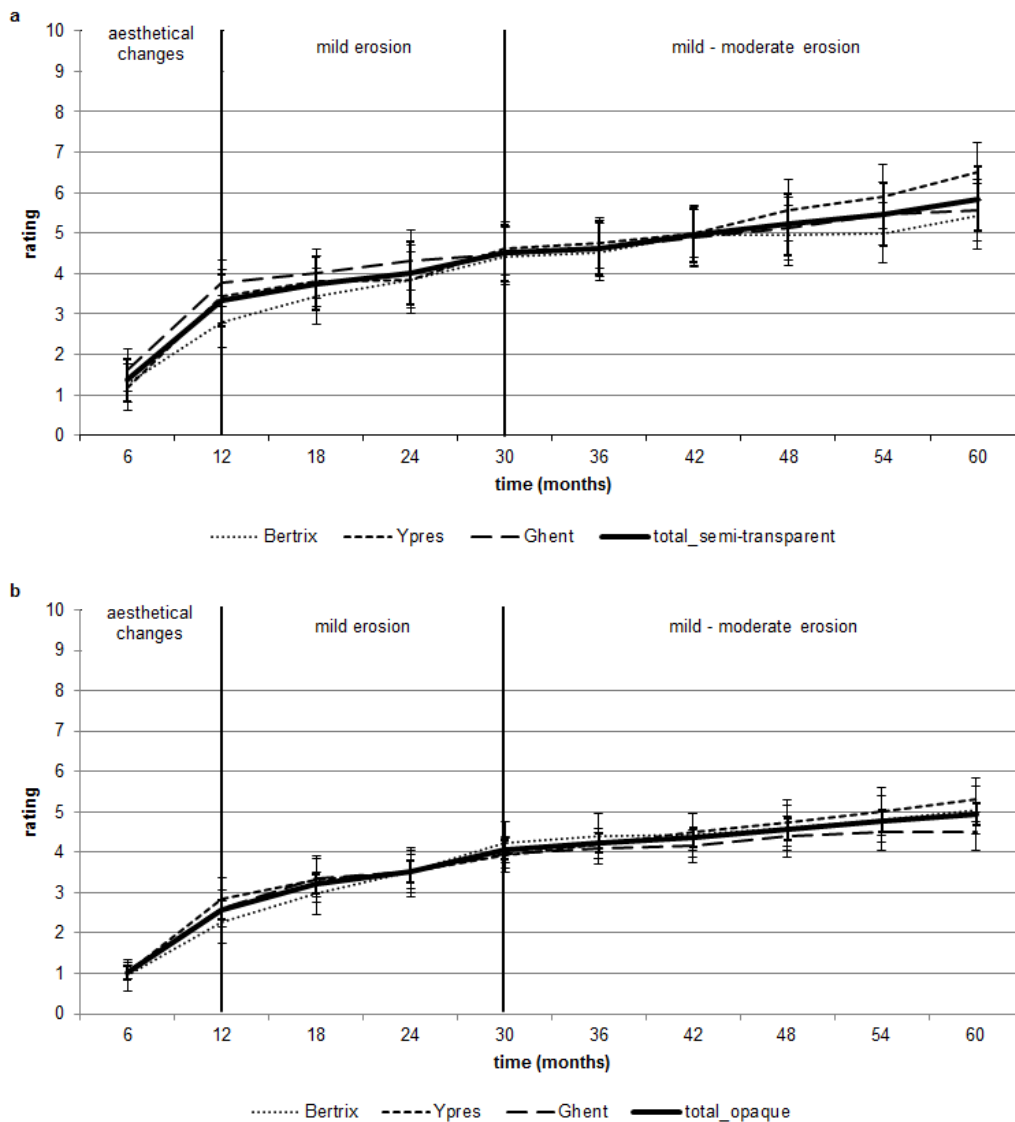 a
aesthetical
changes
mild erosion
mild - moderate erosion
10
9
8
7
6
5
4
3
2
1
0
rating
6 12 18 24 30 36 42 48 54 60
time (months)
Bertrix Ypres Ghent total_semi-transparent
b
aesthetical
changes
mild erosion
mild - moderate erosion
10
9
8
7
6
5
4
3
2
1
0
rating
6 12 18 24 30 36 42 48 54 60
time (months)
Bertrix Ypres Ghent total_opaque